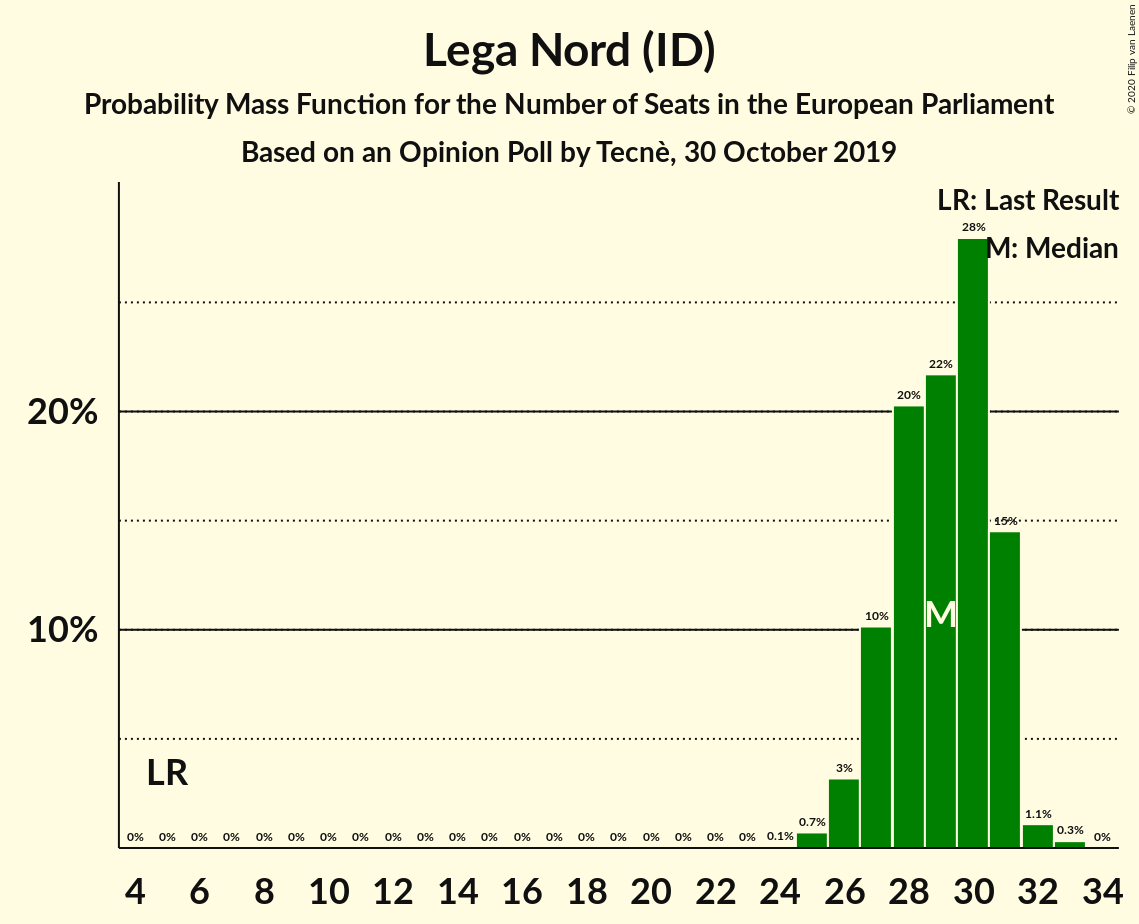 Lega Nord (ID)
Probability Mass Function for the Number of Seats in the European Parliament
Based on an Opinion Poll by Tecnè, 30 October 2019
© 2020 Filip van Laenen
LR: Last Result
M: Median
28%
22%
20%
20%
15%
10%
10%
M
LR
3%
0% 0% 0% 0% 0% 0% 0% 0% 0% 0% 0% 0% 0% 0% 0% 0% 0% 0% 0% 0% 0.1% 0.7% 1.1% 0.3% 0%
4 6 8 10 12 14 16 18 20 22 24 26 28 30 32 34